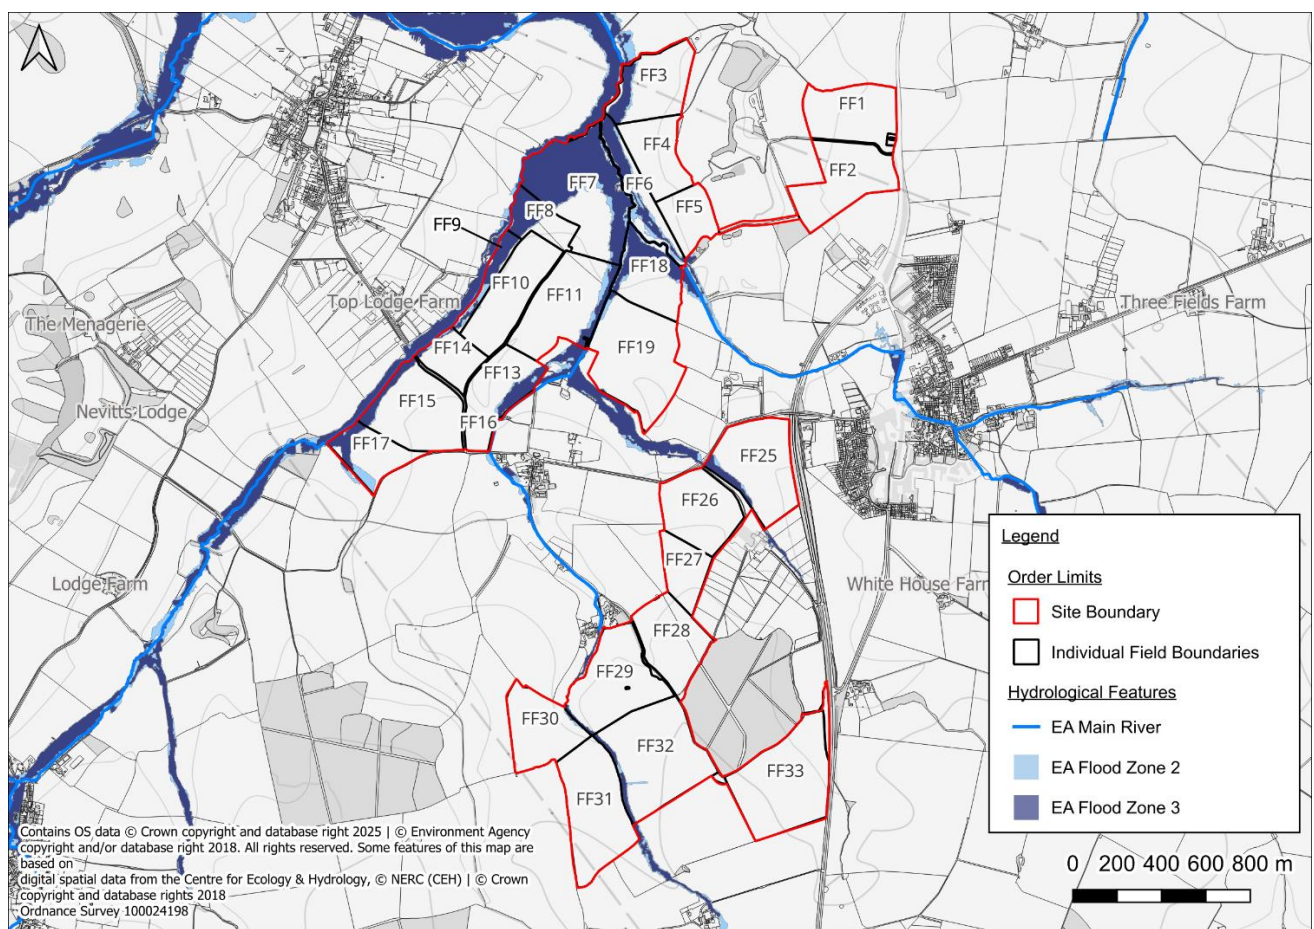 FF3
FF1
FF4
FF2
FF7
FF6
FF8
FF5
FF9
FF18
FF10
FF11
Top Lodge Farm
Three Fields Farm
The Menagerie
FF14
FF19
FF13
Nevitts Lodge
FF15
FF16
FF17
FF25
FF26
FF27
Lodge Farm
White House Farm
FF28
FF29
FF30
FF32
FF33
FF31
Legend
Order Limits
Site Boundary
Individual Field Boundaries
Hydrological Features
EA Main River
EA Flood Zone 2
EA Flood Zone 3
Contains OS data © Crown copyright and database right 2025 | © Environment Agency
copyright and/or database right 2018. All rights reserved. Some features of this map are
based on
digital spatial data from the Centre for Ecology & Hydrology, © NERC (CEH) | © Crown
copyright and database rights 2018
Ordnance Survey 100024198
0 200 400 600 800 m